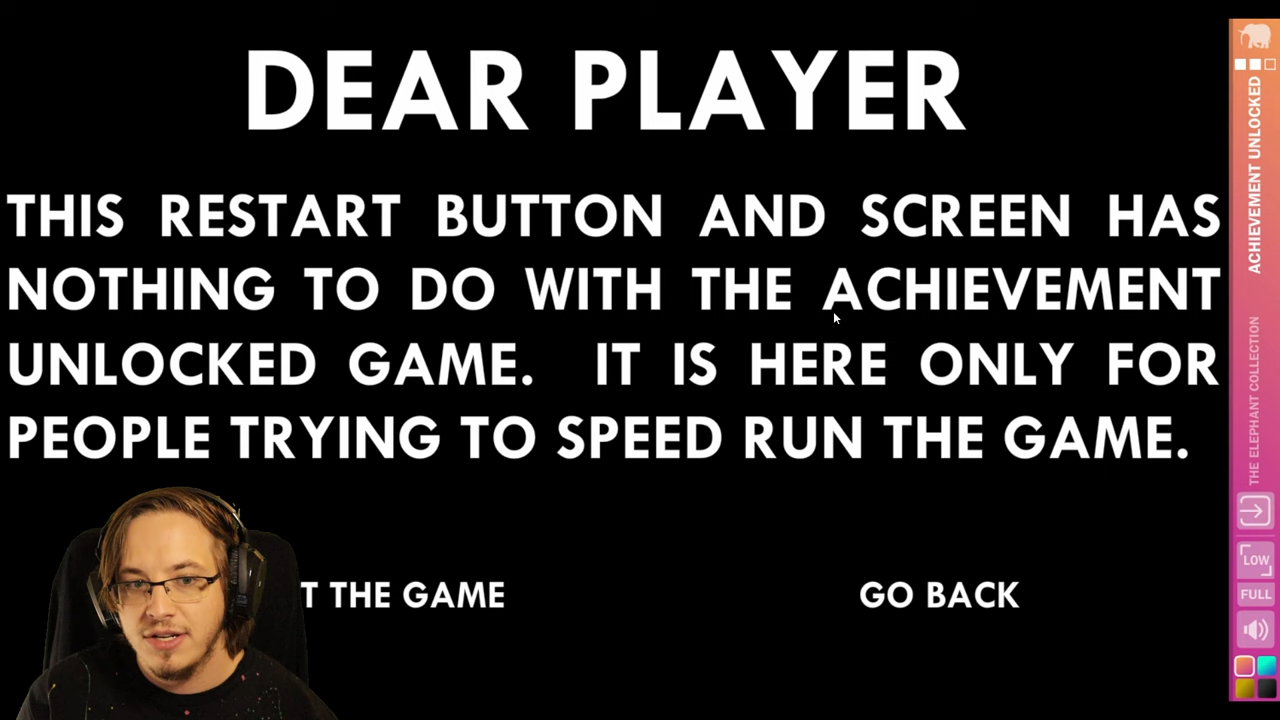 DEAR PLAYER
THIS RESTART BUTTON AND SCREEN HAS
NOTHING TO DO WITH THE ACHIEVEMENT
UNLOCKED GAME. IT IS HERE ONLY FOR
PEOPLE TRYING TO SPEED RUN THE GAME.
T THE GAME
GO BACK
ACHIEVEMENT UNLOCKED
THE ELEPHANT COLLECTION
LOW
FULL